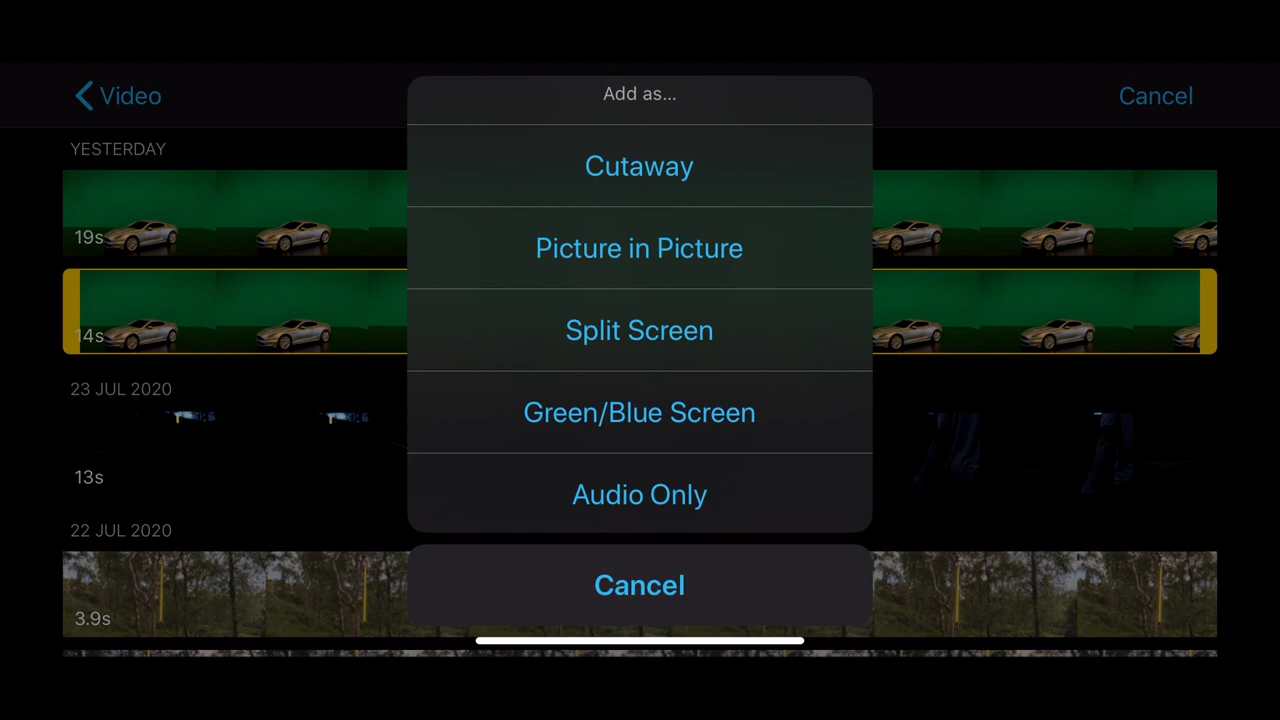 Video
Add as...
Cancel
YESTERDAY
Cutaway
19s
Picture in Picture
14s
Split Screen
23 JUL 2020
Green/Blue Screen
13s
Audio Only
22 JUL 2020
Cancel
3.9s